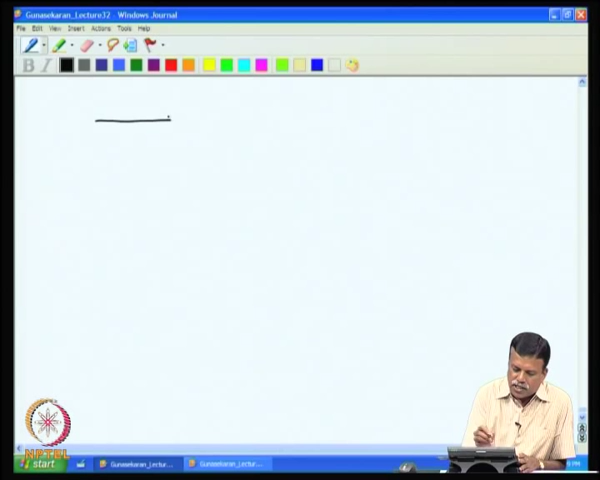 Gunasekaran_Lecture32 - Windows Journal
File Edit View Insert Actions Tools Help
B I
NPTEL
start
Gunasekaran_Lectur...
Gunasekaran_Lectur...